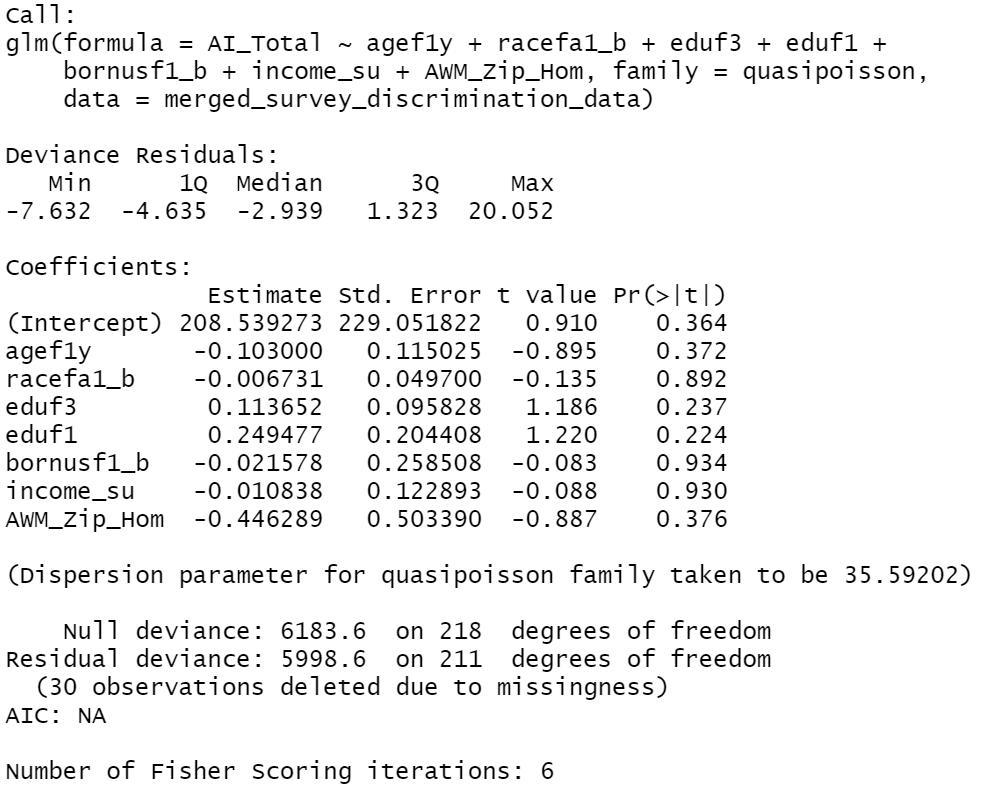 Call:
glm(formula = AI_Total ~ agef1y + racefa1_b + eduf3 + eduf1 +
    bornusf1_b + income_su + AWM_Zip_Hom, family = quasipoisson,
    data = merged_survey_discrimination_data)

Deviance Residuals:
   Min      1Q  Median      3Q     Max
-7.632  -4.635  -2.939   1.323  20.052

Coefficients:
              Estimate Std. Error t value Pr(>|t|)
(Intercept) 208.539273 229.051822   0.910    0.364
agef1y       -0.103000   0.115025  -0.895    0.372
racefa1_b    -0.006731   0.049700  -0.135    0.892
eduf3         0.113652   0.095828   1.186    0.237
eduf1         0.249477   0.204408   1.220    0.224
bornusf1_b   -0.021578   0.258508  -0.083    0.934
income_su    -0.010838   0.122893  -0.088    0.930
AWM_Zip_Hom  -0.446289   0.503390  -0.887    0.376

(Dispersion parameter for quasipoisson family taken to be 35.59202)

    Null deviance: 6183.6  on 218  degrees of freedom
Residual deviance: 5998.6  on 211  degrees of freedom
  (30 observations deleted due to missingness)
AIC: NA

Number of Fisher Scoring iterations: 6